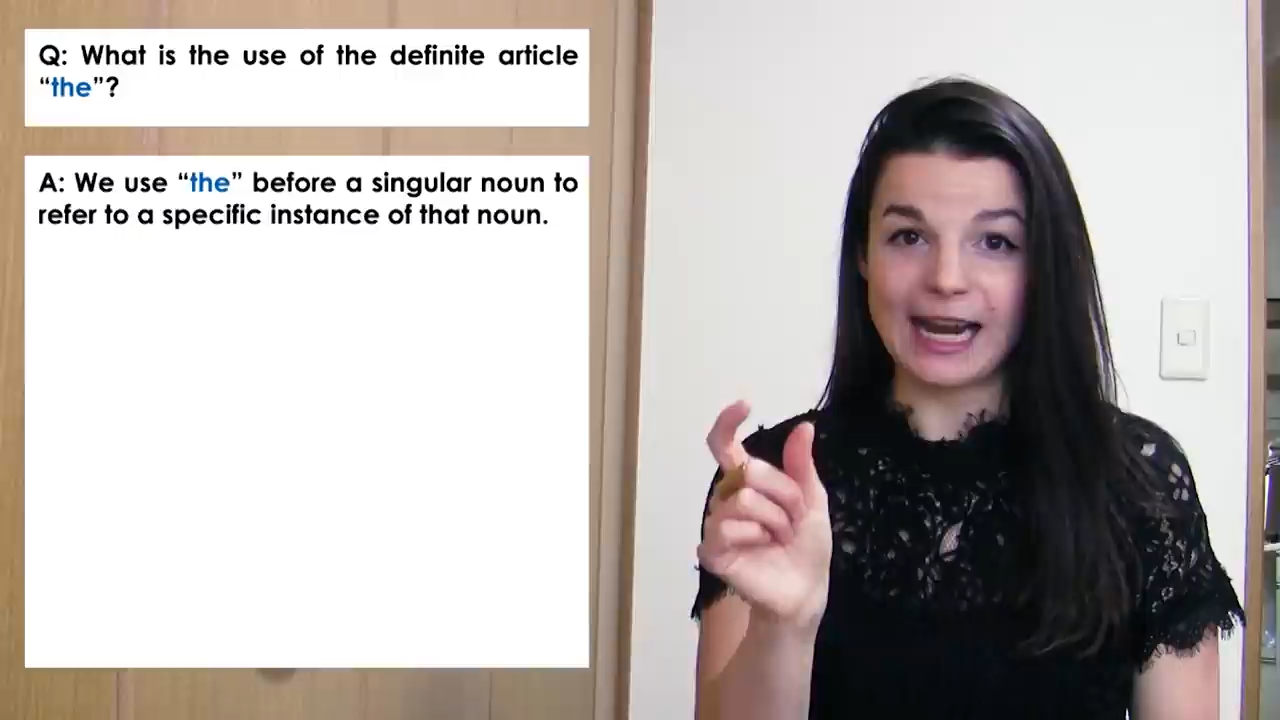 Q: What is the use of the definite article
“the”?
A: We use “the” before a singular noun to
refer to a specific instance of that noun.